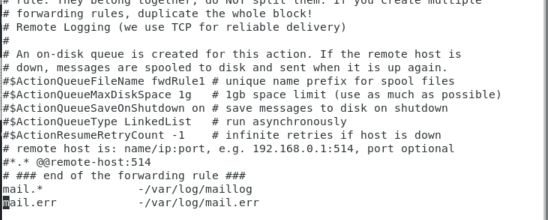 # rule. They belong together, do NOT split them. If you create multiple
# forwarding rules, duplicate the whole block!
# Remote Logging (we use TCP for reliable delivery)
#
# An on-disk queue is created for this action. If the remote host is
# down, messages are spooled to disk and sent when it is up again.
#$ActionQueueFileName fwdRule1 # unique name prefix for spool files
#$ActionQueueMaxDiskSpace 1g   # 1gb space limit (use as much as possible)
#$ActionQueueSaveOnShutdown on # save messages to disk on shutdown
#$ActionQueueType LinkedList   # run asynchronously
#$ActionResumeRetryCount -1    # infinite retries if host is down
# remote host is: name/ip:port, e.g. 192.168.0.1:514, port optional
#*.* @@remote-host:514
# ### end of the forwarding rule ###
mail.*              -/var/log/maillog
mail.err            -/var/log/mail.err